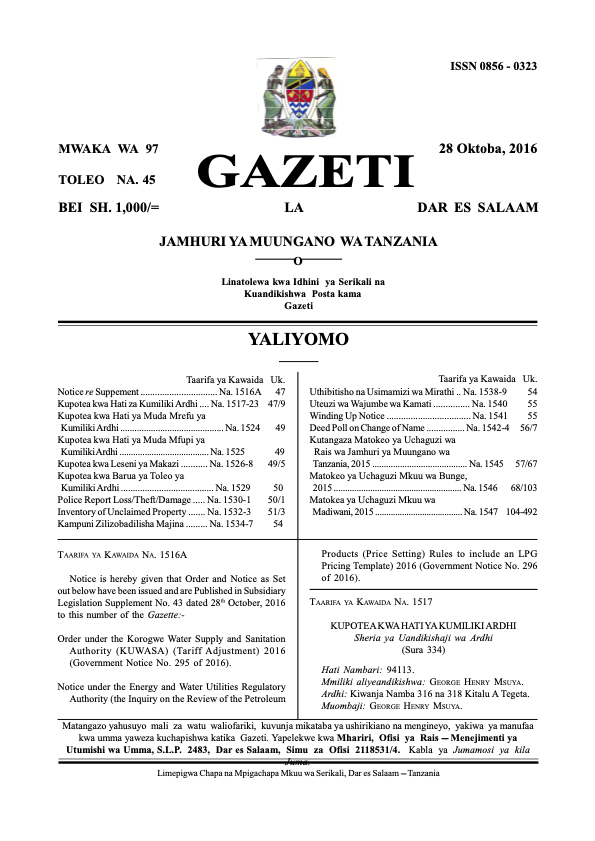 ISSN 0856 - 0323
MWAKA WA 97
28 Oktoba, 2016
GAZETI
TOLEO NA. 45
BEI SH. 1,000/=
LA
DAR ES SALAAM
JAMHURI YA MUUNGANO WA TANZANIA
O
Linatolewa kwa Idhini ya Serikali na
Kuandikishwa Posta kama
Gazeti
YALIYOMO
Taarifa ya Kawaida Uk.
Notice re Suppement ............................... Na. 1516A 47
Kupotea kwa Hati za Kumiliki Ardhi .... Na. 1517-23 47/9
Kupotea kwa Hati ya Muda Mrefu ya
Kumiliki Ardhi ........................................ Na. 1524 49
Kupotea kwa Hati ya Muda Mfupi ya
Kumiliki Ardhi .................................. Na. 1525 49
Kupotea kwa Leseni ya Makazi .......... Na. 1526-8 49/5
Kupotea kwa Barua ya Toleo ya
Kumiliki Ardhi .................................... Na. 1529 50
Police Report Loss/Theft/Damage ..... Na. 1530-1 50/1
Inventory of Unclaimed Property ....... Na. 1532-3 51/3
Kampuni Zilizobadilisha Majina ......... Na. 1534-7 54
Taarifa ya Kawaida Uk.
Uthibitisho na Usimamizi wa Mirathi .. Na. 1538-9 54
Uteuzi wa Wajumbe wa Kamati .............. Na. 1540 55
Winding Up Notice ................................. Na. 1541 55
Deed Poll on Change of Name .............. Na. 1542-4 56/7
Kutangaza Matokeo ya Uchaguzi wa
Rais wa Jamhuri ya Muungano wa
Tanzania, 2015 ..................................... Na. 1545 57/67
Matokeo ya Uchaguzi Mkuu wa Bunge,
2015 ................................................. Na. 1546 68/103
Matokea ya Uchaguzi Mkuu wa
Madiwani, 2015 .................................. Na. 1547 104-492
TAARIFA YA KAWAIDA NA. 1516A
Notice is hereby given that Order and Notice as Set
out below have been issued and are Published in Subsidiary
Legislation Supplement No. 43 dated 28th October, 2016
to this number of the Gazette:-
Order under the Korogwe Water Supply and Sanitation
Authority (KUWASA) (Tariff Adjustment) 2016
(Government Notice No. 295 of 2016).
Notice under the Energy and Water Utilities Regulatory
Authority (the Inquiry on the Review of the Petroleum
Products (Price Setting) Rules to include an LPG
Pricing Template) 2016 (Government Notice No. 296
of 2016).
TAARIFA YA KAWAIDA NA. 1517
KUPOTEA KWA HATI YA KUMILIKI ARDHI
Sheria ya Uandikishaji wa Ardhi
(Sura 334)
Hati Nambari: 94113.
Mmiliki aliyeandikishwa: GEORGE HENRY MSUYA.
Ardhi: Kiwanja Namba 316 na 318 Kitalu A Tegeta.
Muombaji: GEORGE HENRY MSUYA.
Matangazo yahusuyo mali za watu waliofariki, kuvunja mikataba ya ushirikiano na mengineyo, yakiwa ya manufaa
kwa umma yaweza kuchapishwa katika Gazeti. Yapelekwe kwa Mhariri, Ofisi ya Rais – Menejimenti ya
Utumishi wa Umma, S.L.P. 2483, Dar es Salaam, Simu za Ofisi 2118531/4. Kabla ya Jumamosi ya kila
Juma.
Limepigwa Chapa na Mpigachapa Mkuu wa Serikali, Dar es Salaam – Tanzania